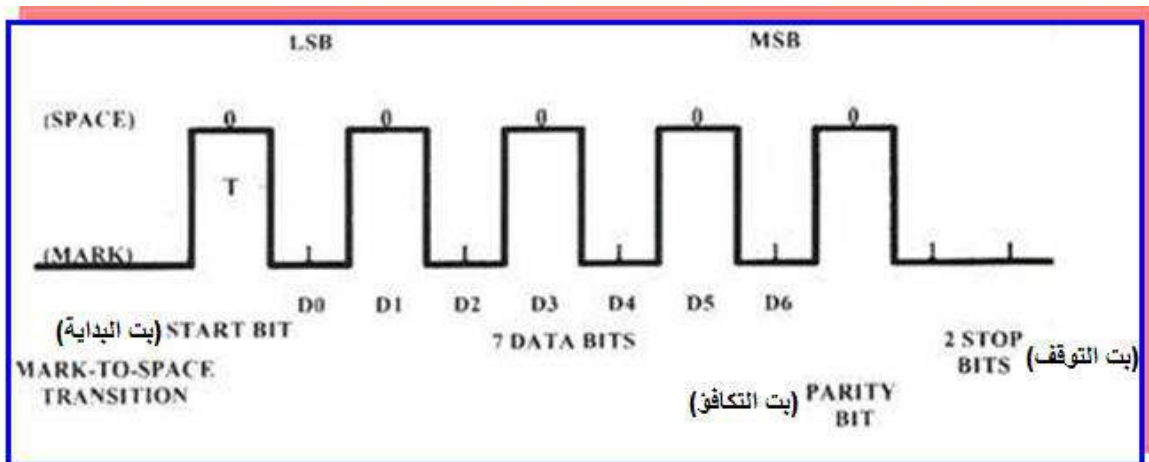 LSB MSB
(SPACE) 0 0 0 0 0
T
(MARK) 1 1 1 1 1 1
D0 D1 D2 D3 D4 D5 D6
(بت البداية) START BIT 7 DATA BITS 2 STOP BITS (بت التوقف)
MARK-TO-SPACE TRANSITION
(بت التكافؤ) PARITY BIT